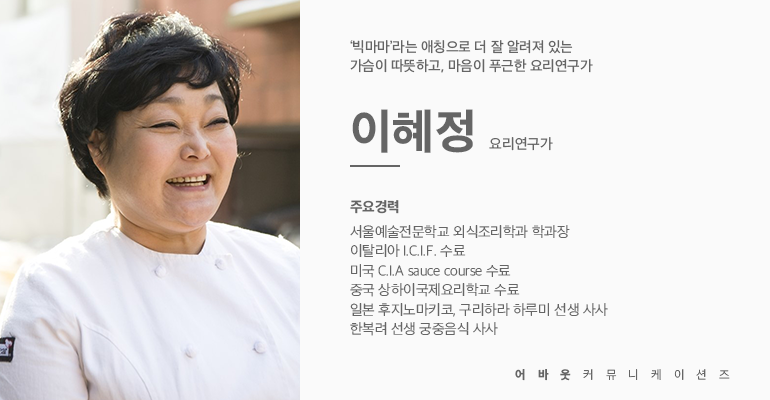 '빅마마'라는 애칭으로 더 잘 알려져 있는
가슴이 따뜻하고, 마음이 푸근한 요리연구가
이혜정 요리연구가
주요경력
서울예술전문학교 외식조리학과 학과장
이탈리아 I.C.I.F. 수료
미국 C.I.A sauce course 수료
중국 상하이국제요리학교 수료
일본 후지노마키코, 구리하라 하루미 선생 사사
한복려 선생 궁중음식 사사
어바웃커뮤니케이션즈